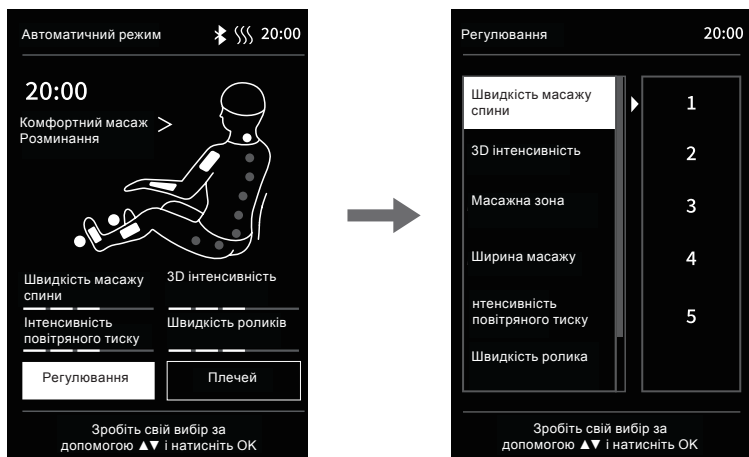 Автоматичний режим 20:00
20:00
Комфортний масаж
Розминання
Швидкість масажу
спини
3D інтенсивність
Інтенсивність
повітряного тиску
Швидкість роликів
Регулювання
Плечей
Зробіть свій вибір за
допомогою ▲▼ і натисніть OK
Регулювання 20:00
Швидкість масажу
спини
1
3D інтенсивність
2
Масажна зона
3
Ширина масажу
4
нтенсивність
повітряного тиску
5
Швидкість ролика
Зробіть свій вибір за
допомогою ▲▼ і натисніть OK